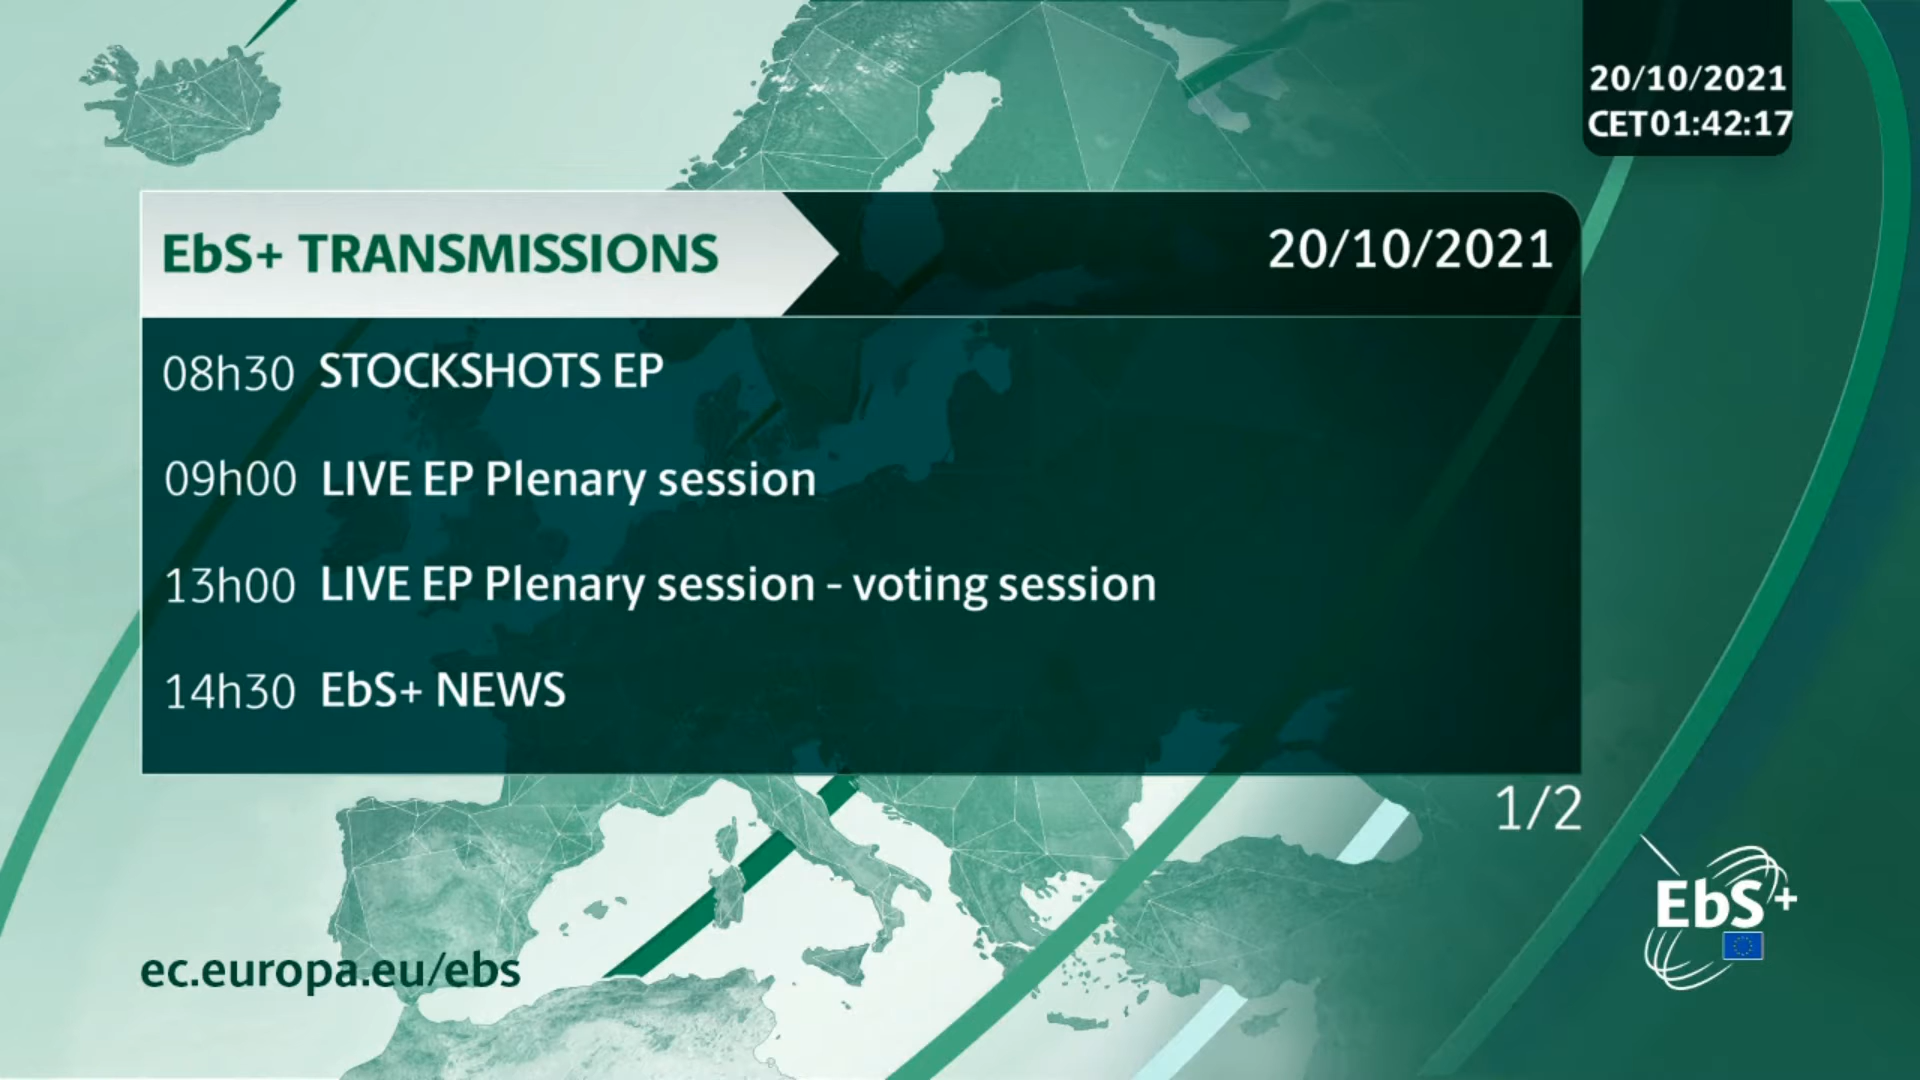 20/10/2021
CET01:42:17
EbS+ TRANSMISSIONS 20/10/2021
08h30 STOCKSHOTS EP
09h00 LIVE EP Plenary session
13h00 LIVE EP Plenary session - voting session
14h30 EbS+ NEWS
1/2
EbS+
ec.europa.eu/ebs